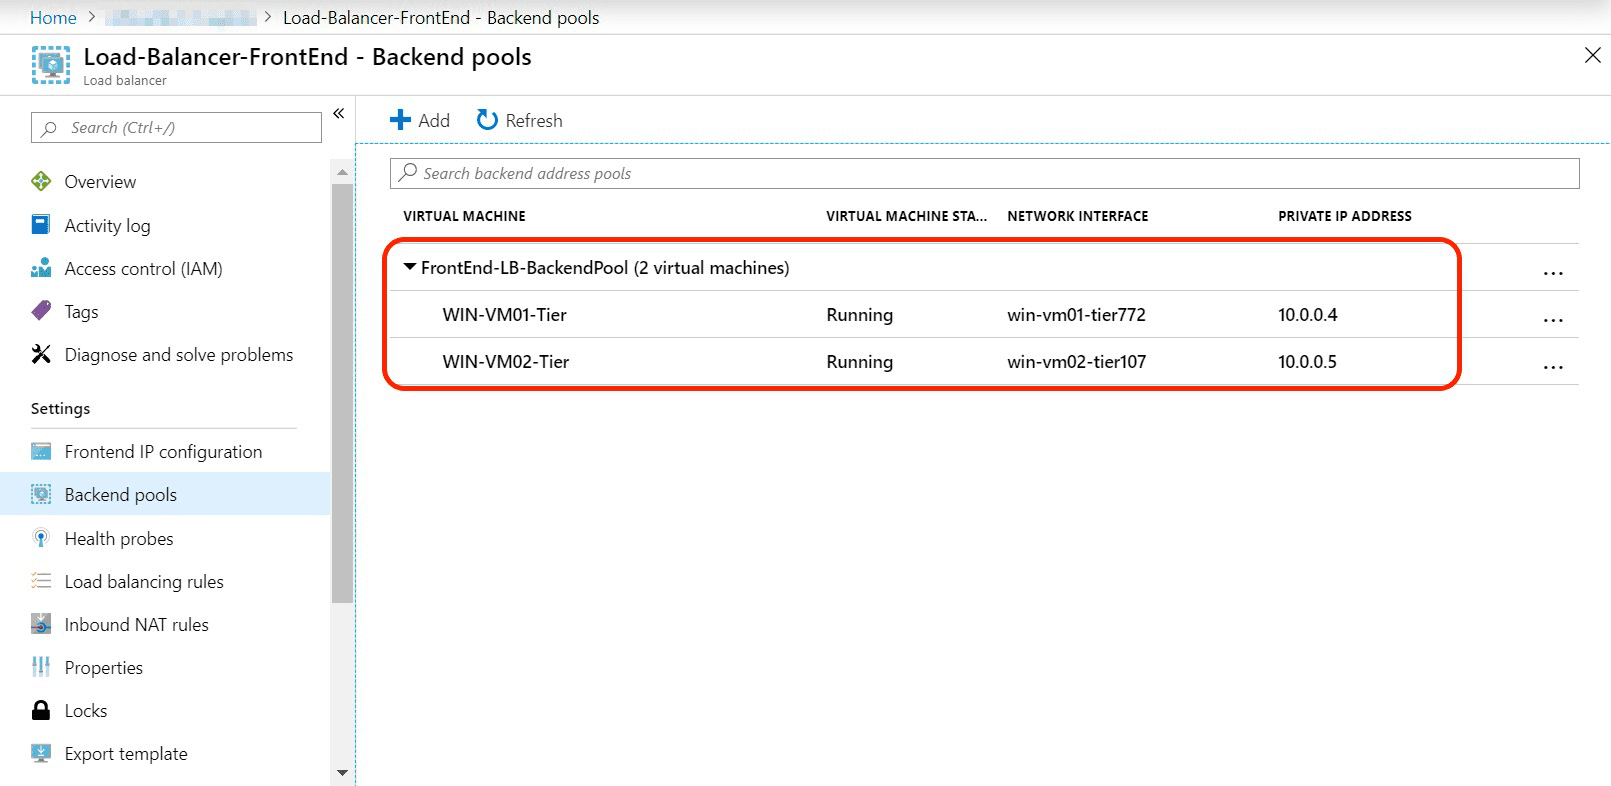 Home > > Load-Balancer-FrontEnd - Backend pools
Load-Balancer-FrontEnd - Backend pools
Load balancer
Search (Ctrl+/)
«
Overview
Activity log
Access control (IAM)
Tags
Diagnose and solve problems
Settings
Frontend IP configuration
Backend pools
Health probes
Load balancing rules
Inbound NAT rules
Properties
Locks
Export template
Add Refresh
Search backend address pools
VIRTUAL MACHINE VIRTUAL MACHINE STA... NETWORK INTERFACE PRIVATE IP ADDRESS
FrontEnd-LB-BackendPool (2 virtual machines) ...
WIN-VM01-Tier Running win-vm01-tier772 10.0.0.4 ...
WIN-VM02-Tier Running win-vm02-tier107 10.0.0.5 ...